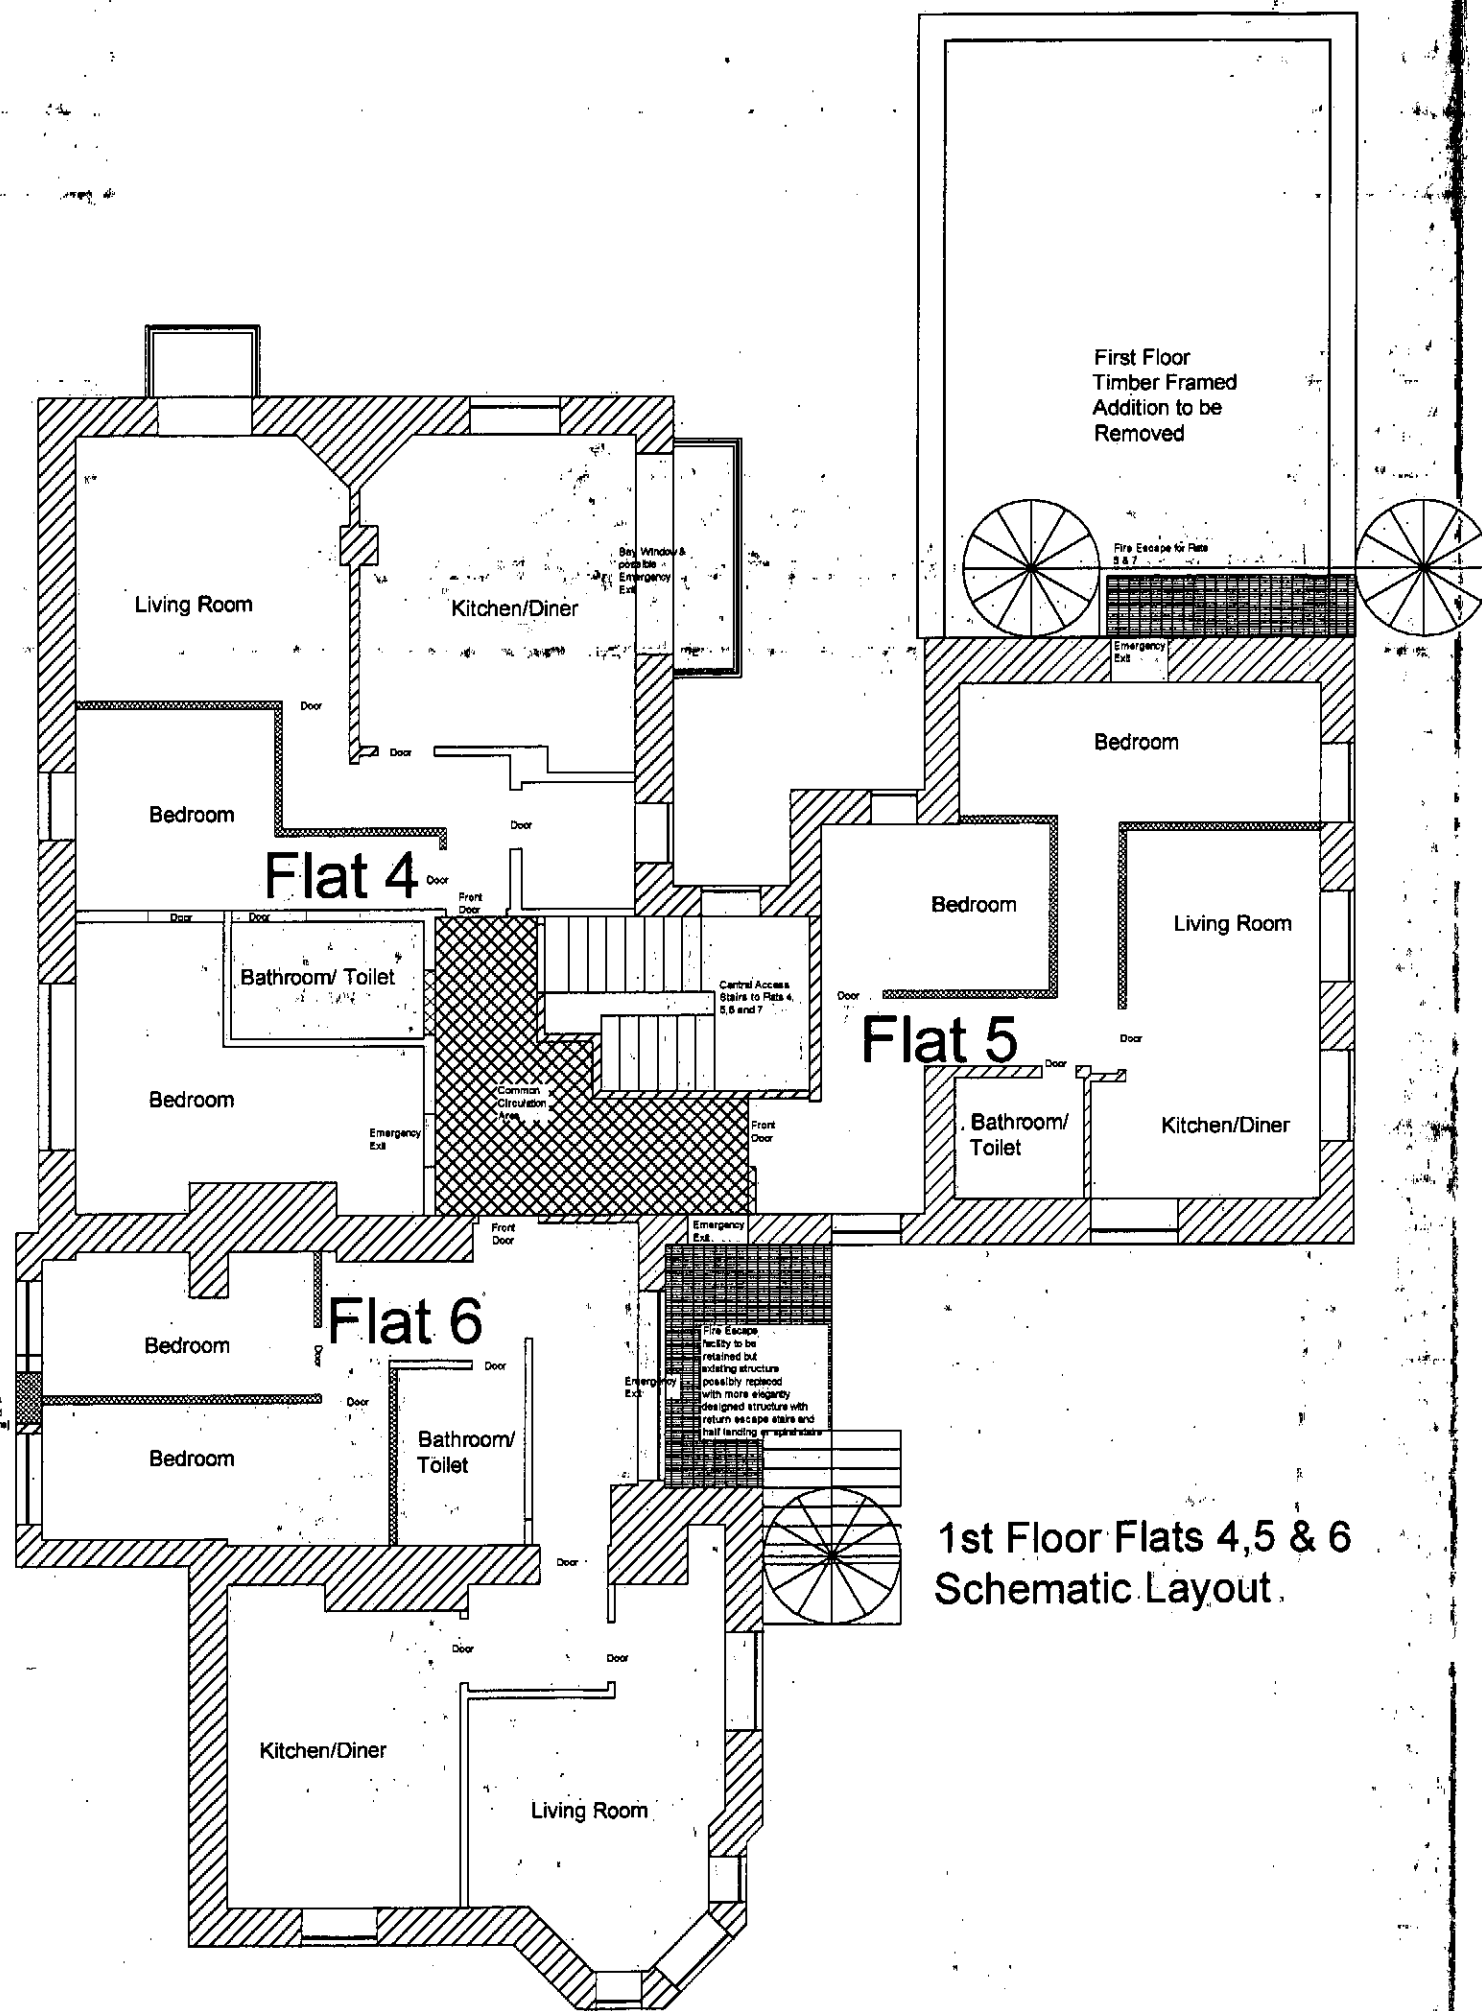 First Floor
Timber Framed
Addition to be
Removed
Fire Escape for Flats
5 & 7
Emergency
Exit
Bay Window &
possible
Emergency
Exit
Living Room
Kitchen/Diner
Door
Door
Bedroom
Door
Flat 4
Door
Front
Door
Door
Door
Bathroom/ Toilet
Bedroom
Emergency
Exit
Common
Circulation
Area
Central Access
Stairs to Flats 4,
5,6 and 7
Bedroom
Bedroom
Living Room
Door
Flat 5
Door
Door
Bathroom/
Toilet
Kitchen/Diner
Front
Door
Front
Door
Emergency
Exit
Flat 6
Bedroom
Door
Door
Door
Bedroom
Bathroom/
Toilet
Emergency
Exit
Fire Escape
facility to be
retained but
existing structure
possibly replaced
with more elegantly
designed structure with
return escape stairs and
half landing or spiral stairs
Door
Door
Door
Kitchen/Diner
Living Room
1st Floor Flats 4,5 & 6
Schematic Layout